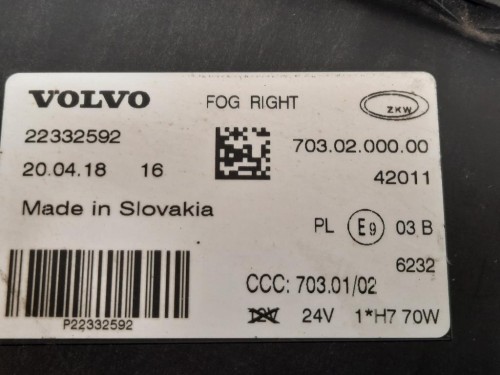 VOLVO FOG RIGHT ZKW
22332592 703.02.000.00
20.04.18 16 42011
Made in Slovakia PL E9 03 B
6232
CCC: 703.01/02
P22332592 12V 24V 1*H7 70W